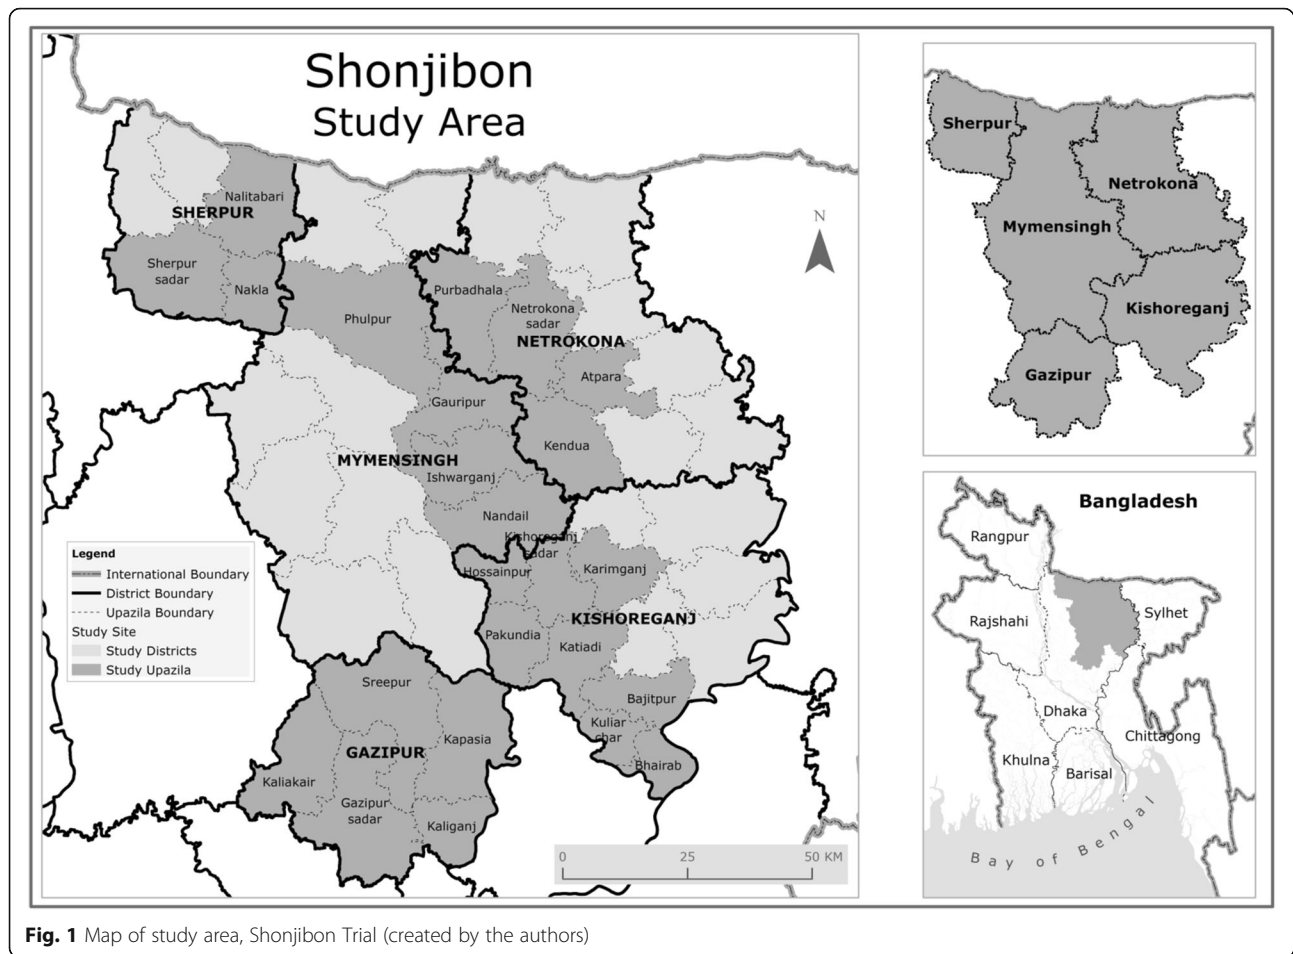 Shonjibon
Study Area
N
Nalitabari
SHERPUR
Sherpur
sadar
Nakla
Phulpur
Purbadhala
Netrokona
sadar
NETROKONA
Atpara
Gauripur
Kendua
MYMENSINGH
Ishwarganj
Nandail
Kishoreganj
sadar
Hossainpur
Karimganj
KISHOREGANJ
Pakundia
Katiadi
Sreepur
Bajitpur
Kuliar
char
Kapasia
GAZIPUR
Bhairab
Kaliakair
Gazipur
sadar
Kaliganj
Legend
International Boundary
District Boundary
Upazila Boundary
Study Site
Study Districts
Study Upazila
0 25 50 KM
Sherpur
Netrokona
Mymensingh
Kishoreganj
Gazipur
Bangladesh
Rangpur
Rajshahi
Sylhet
Dhaka
Chittagong
Khulna
Barisal
Bay of Bengal
Fig. 1 Map of study area, Shonjibon Trial (created by the authors)